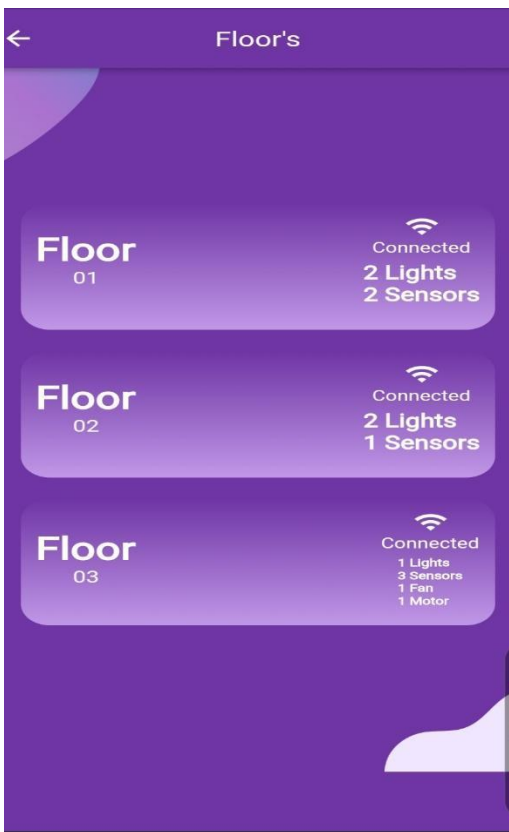 Floor's
Floor
01
Connected
2 Lights
2 Sensors
Floor
02
Connected
2 Lights
1 Sensors
Floor
03
Connected
1 Lights
3 Sensors
1 Fan
1 Motor